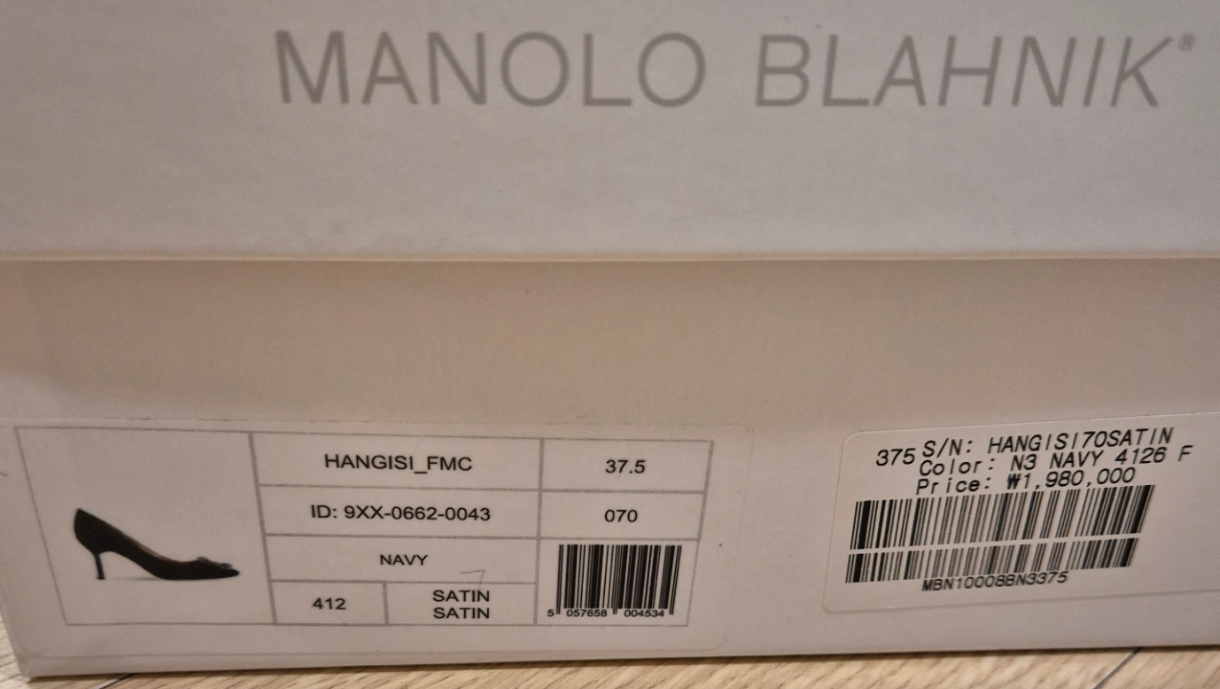 MANOLO BLAHNIK®
HANGISI_FMC
37.5
ID: 9XX-0662-0043
070
NAVY
412
SATIN
SATIN
5 057658 004534
375 S/N: HANGISI70SATIN
Color: N3 NAVY 4126 F
Price: ₩1,980,000
MBN10008BN3375